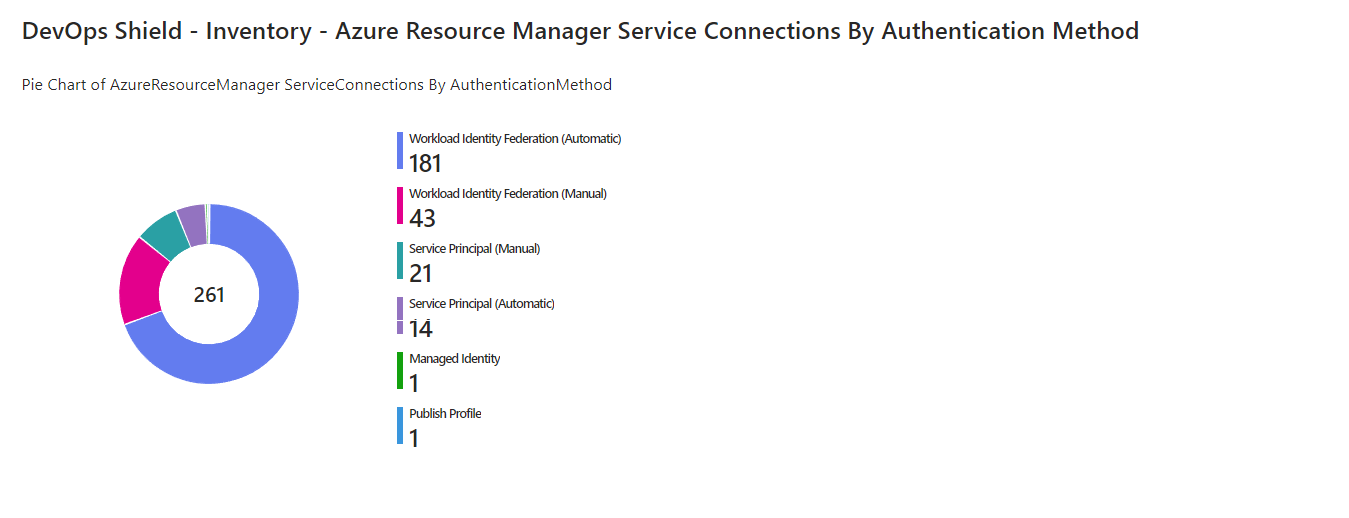 DevOps Shield - Inventory - Azure Resource Manager Service Connections By Authentication Method
Pie Chart of AzureResourceManager ServiceConnections By AuthenticationMethod
Workload Identity Federation (Automatic)
181
Workload Identity Federation (Manual)
43
Service Principal (Manual)
21
Service Principal (Automatic)
14
Managed Identity
1
Publish Profile
1
261